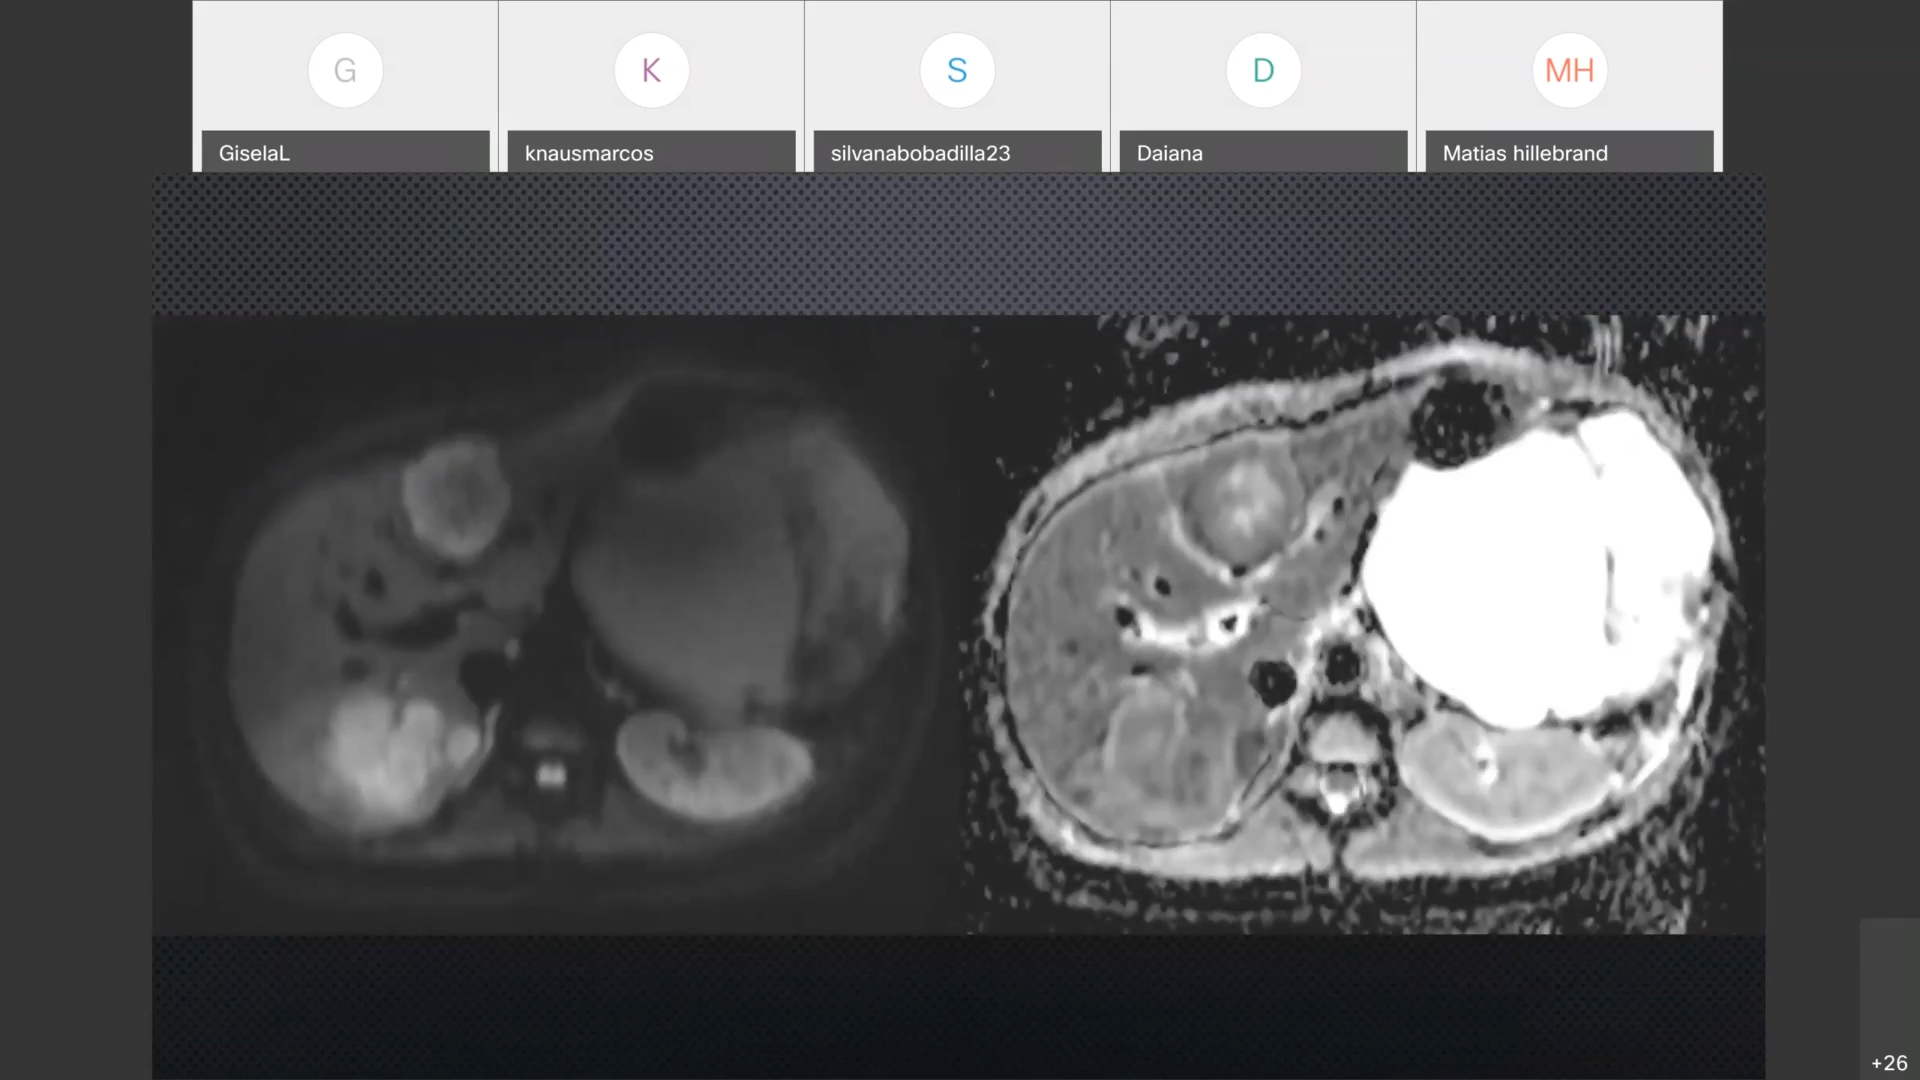 G
K
S
D
MH
GiselaL
knausmarcos
silvanabobadilla23
Daiana
Matias hillebrand
+26